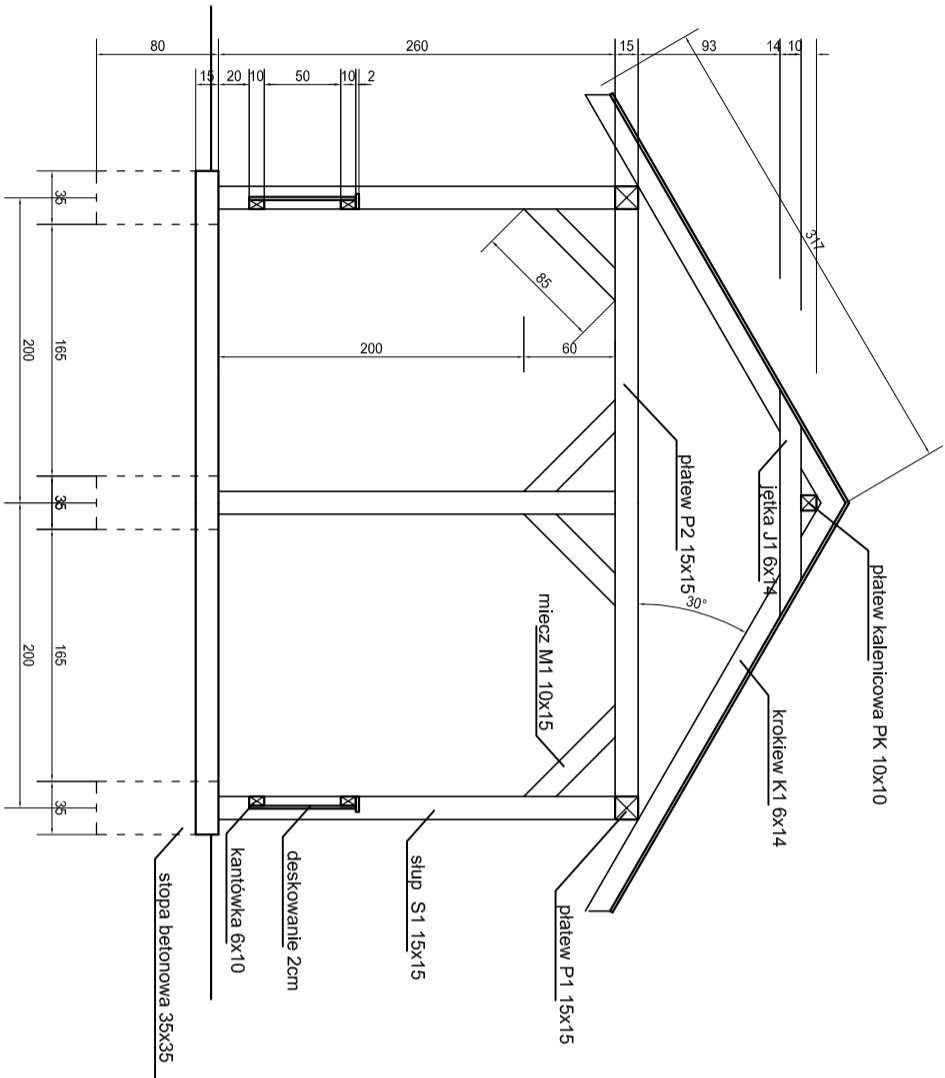 80
260
15
93
14
10
15
20
10
50
10
2
317
35
165
35
165
35
200
200
85
200
60
30°
płatew P2 15x15
jętka J1 6x14
płatew kalenicowa PK 10x10
krokiew K1 6x14
miecz M1 10x15
płatew P1 15x15
słup S1 15x15
deskowanie 2cm
kantówka 6x10
stopa betonowa 35x35